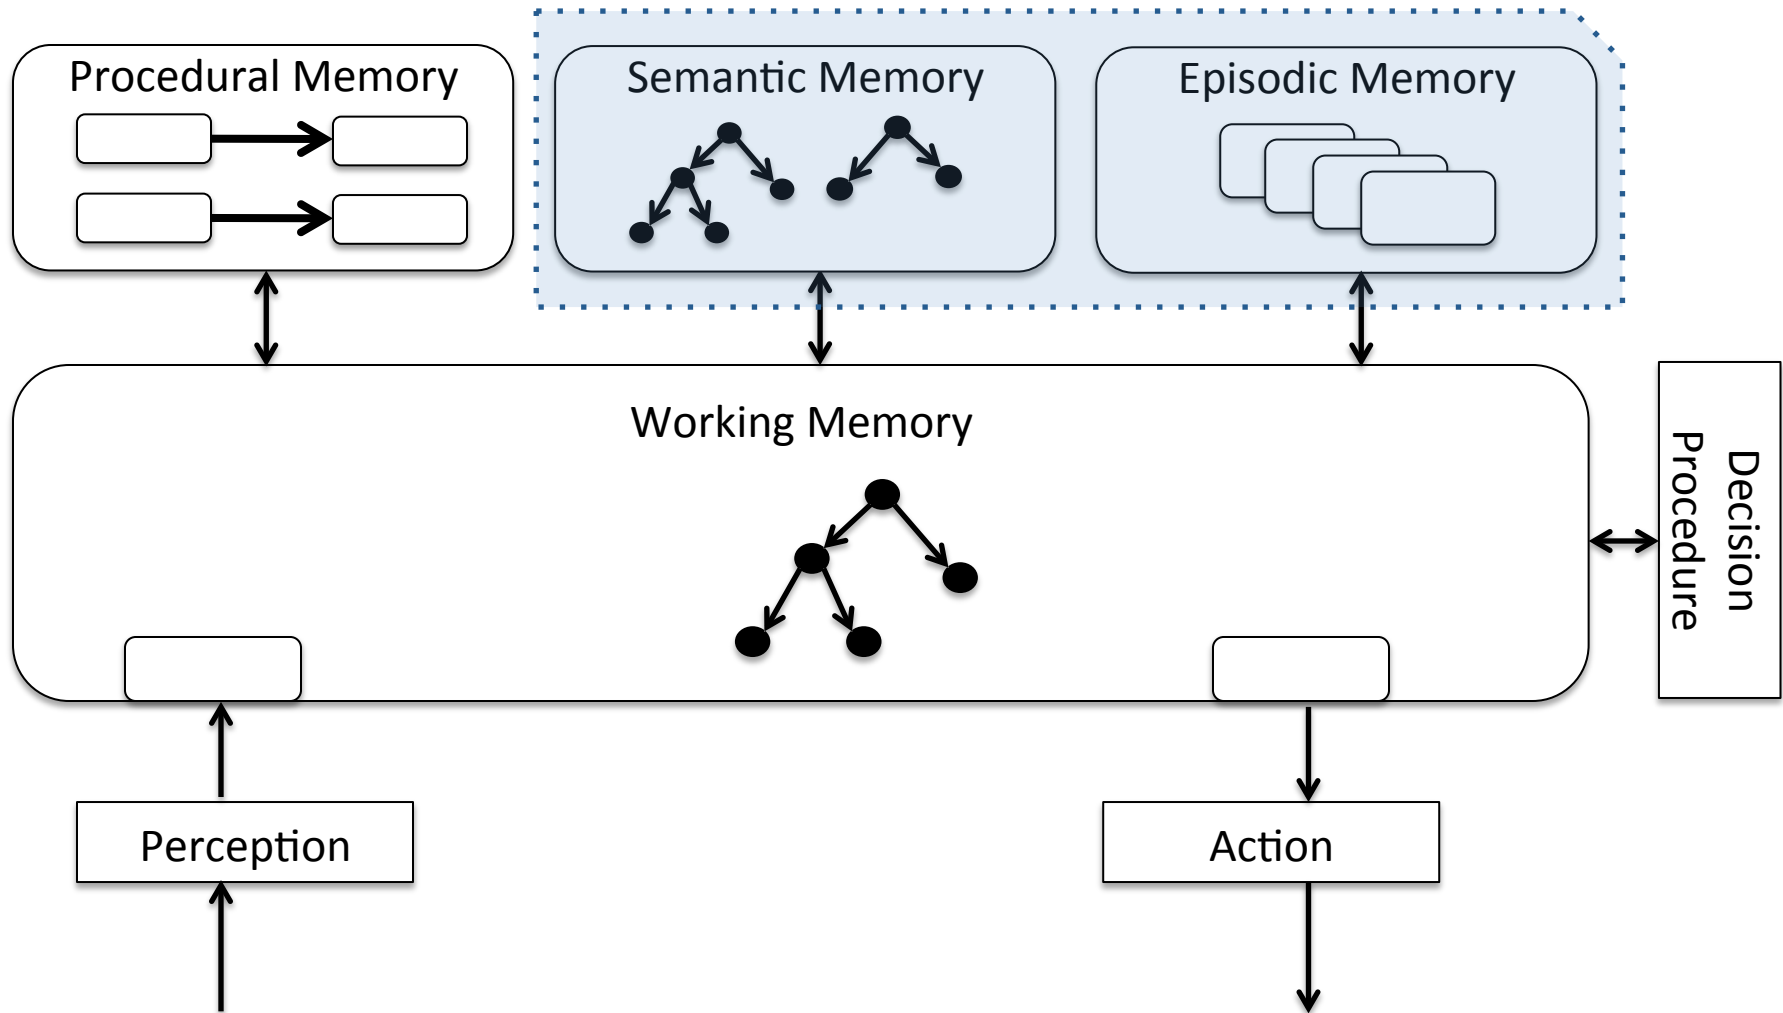 Procedural Memory
Semantic Memory
Episodic Memory
Working Memory
Decision
Procedure
Perception
Action